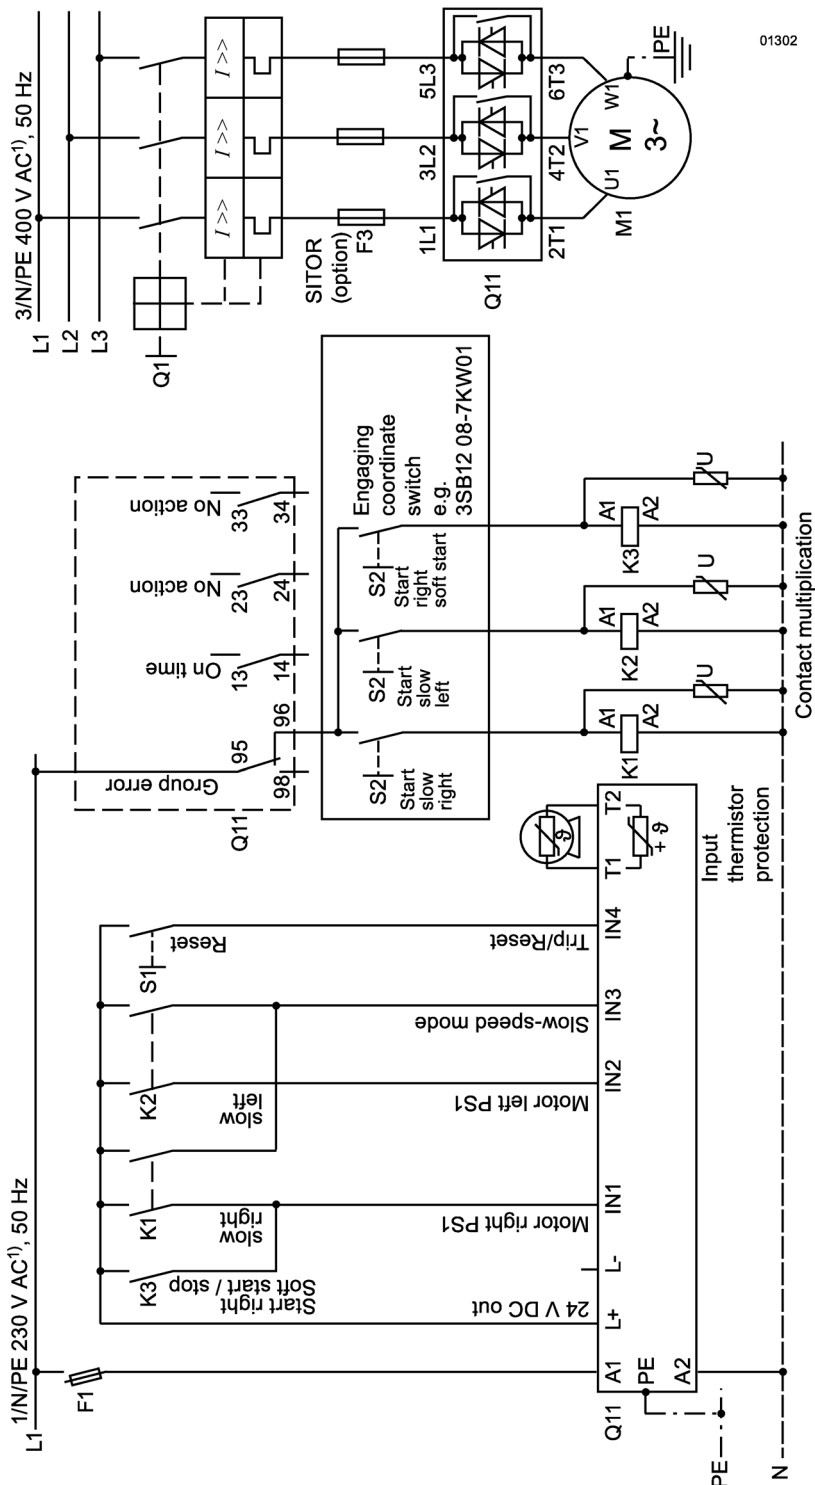 01302
3/N/PE 400 V AC1), 50 Hz
L1
L2
L3
Q1
I >>
I >>
I >>
SITOR
(option)
F3
1L1
3L2
5L3
Q11
2T1
4T2
6T3
U1
V1
W1
M
3~
M1
PE
Q11
Group error
95
96
98
On time
13
14
No action
23
24
No action
33
34
Engaging
coordinate
switch
e.g.
3SB12 08-7KW01
S2
Start
slow
right
S2
Start
slow
left
S2
Start
right
soft start
K1
A1
A2
U
K2
A1
A2
U
K3
A1
A2
U
Contact multiplication
1/N/PE 230 V AC1), 50 Hz
L1
F1
K3
Start right
Soft start / stop
K1
slow
right
K2
slow
left
S1
Reset
24 V DC out
Motor right PS1
Motor left PS1
Slow-speed mode
Trip/Reset
Q11
A1
PE
A2
L+
L-
IN1
IN2
IN3
IN4
T1
T2
ϑ
+ ϑ
Input
thermistor
protection
PE
N